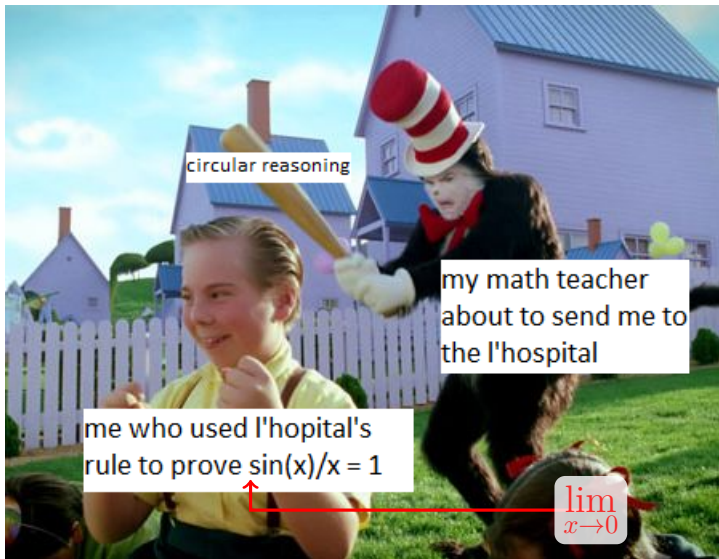 circular reasoning
my math teacher
about to send me to
the l'hospital
me who used l'hopital's
rule to prove sin(x)/x = 1
lim
x→0